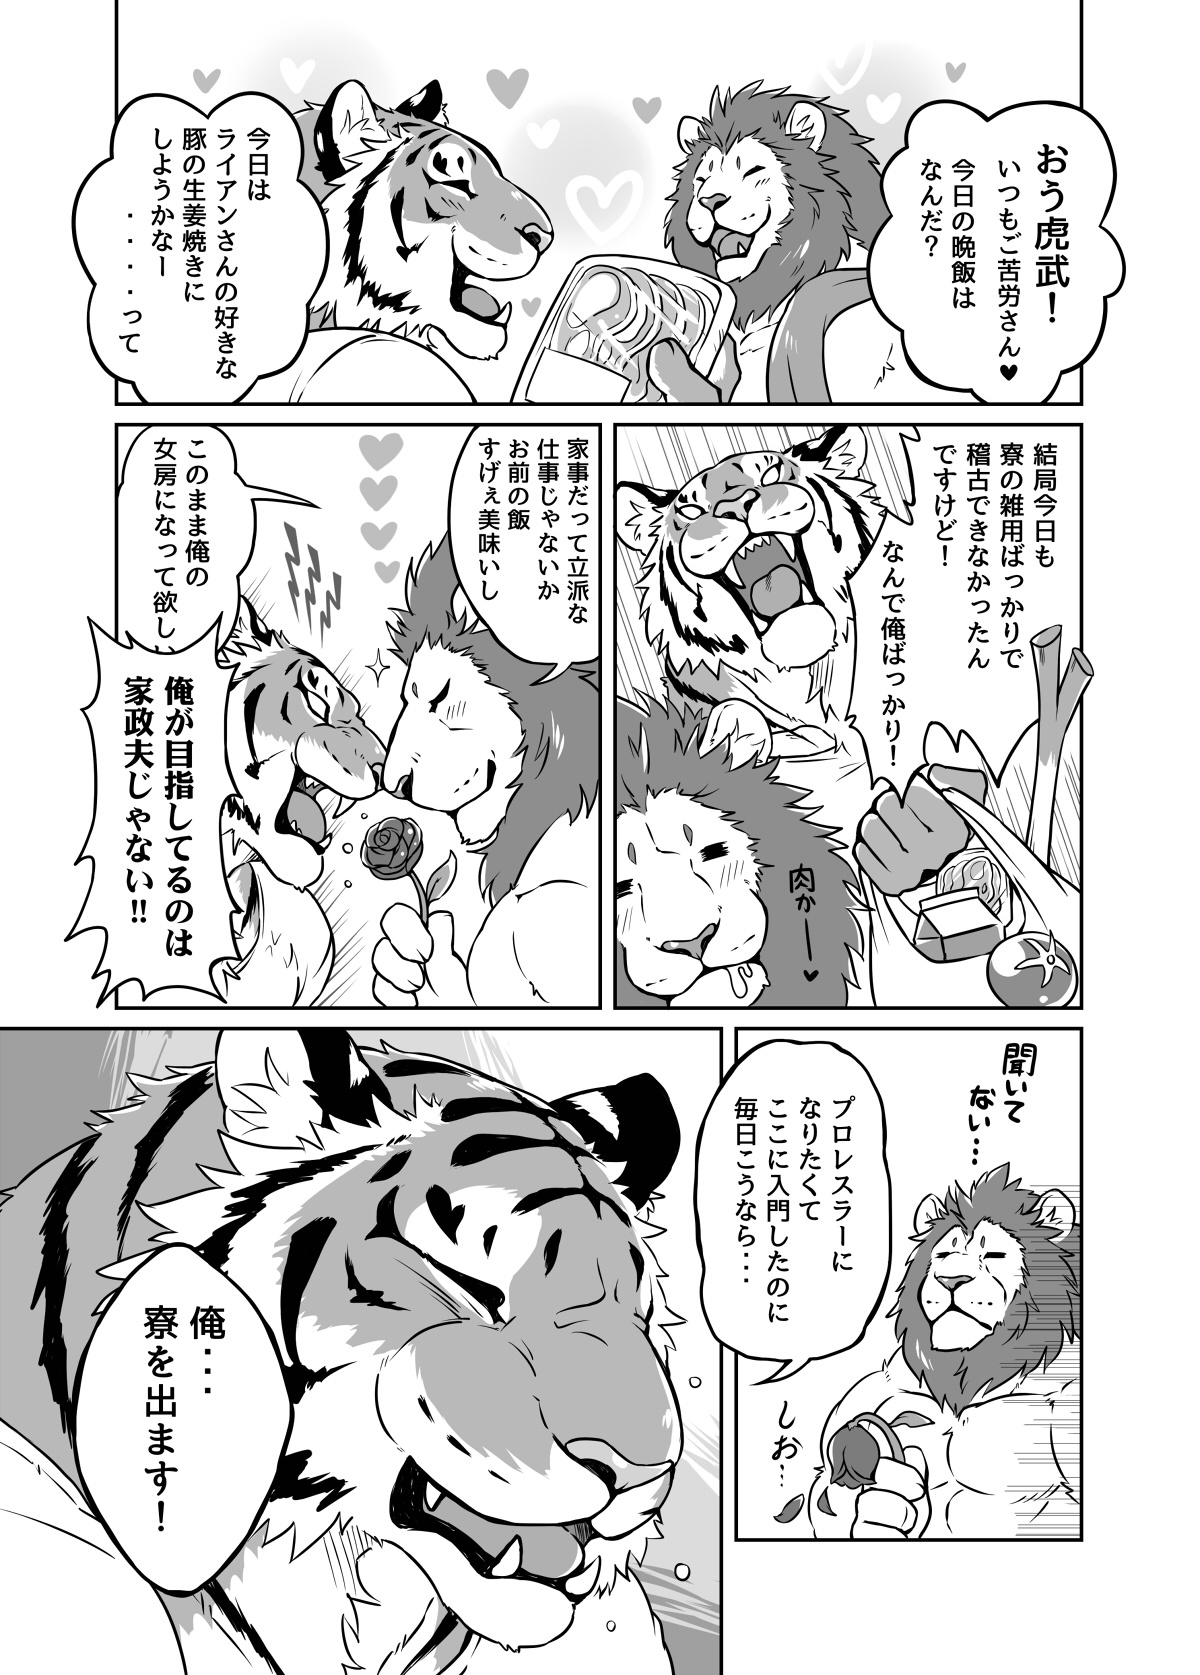 おう虎武！
いつもご苦労さん♥
今日の晩飯は
なんだ？
今日は
ライアンさんの好きな
豚の生姜焼きに
しようかなー
・・・・って
結局今日も
寮の雑用ばっかりで
稽古できなかったん
ですけど！
なんで俺ばっかり！
肉かー♥
家事だって立派な
仕事じゃないか
お前の飯
すげぇ美味いし
このまま俺の
女房になって欲しい
俺が目指してるのは
家政夫じゃない!!
聞いて
ない…
プロレスラーに
なりたくて
ここに入門したのに
毎日こうなら・・・
しお…
俺・・・
寮を出ます！